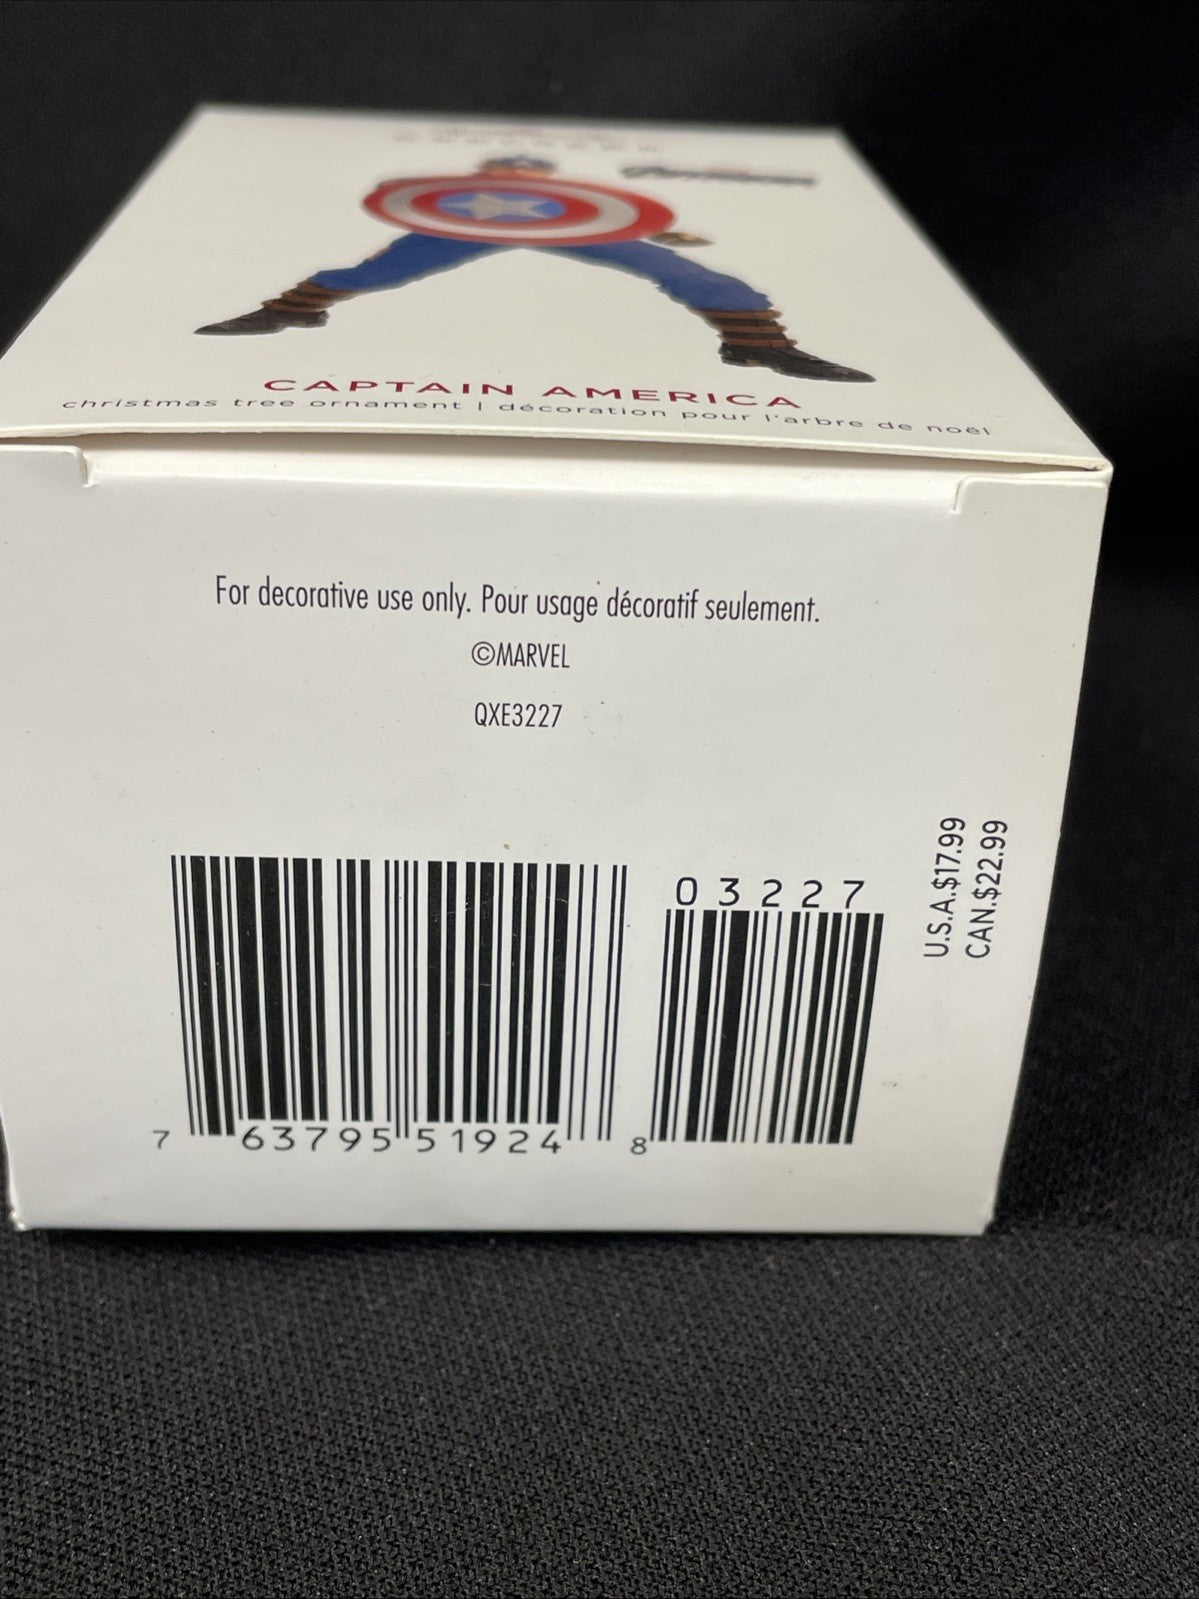 CAPTAIN AMERICA
christmas tree ornament | décoration pour l'arbre de noël
For decorative use only. Pour usage décoratif seulement.
©MARVEL
QXE3227
U.S.A.$17.99
CAN.$22.99
03227
7 63795 51924 8